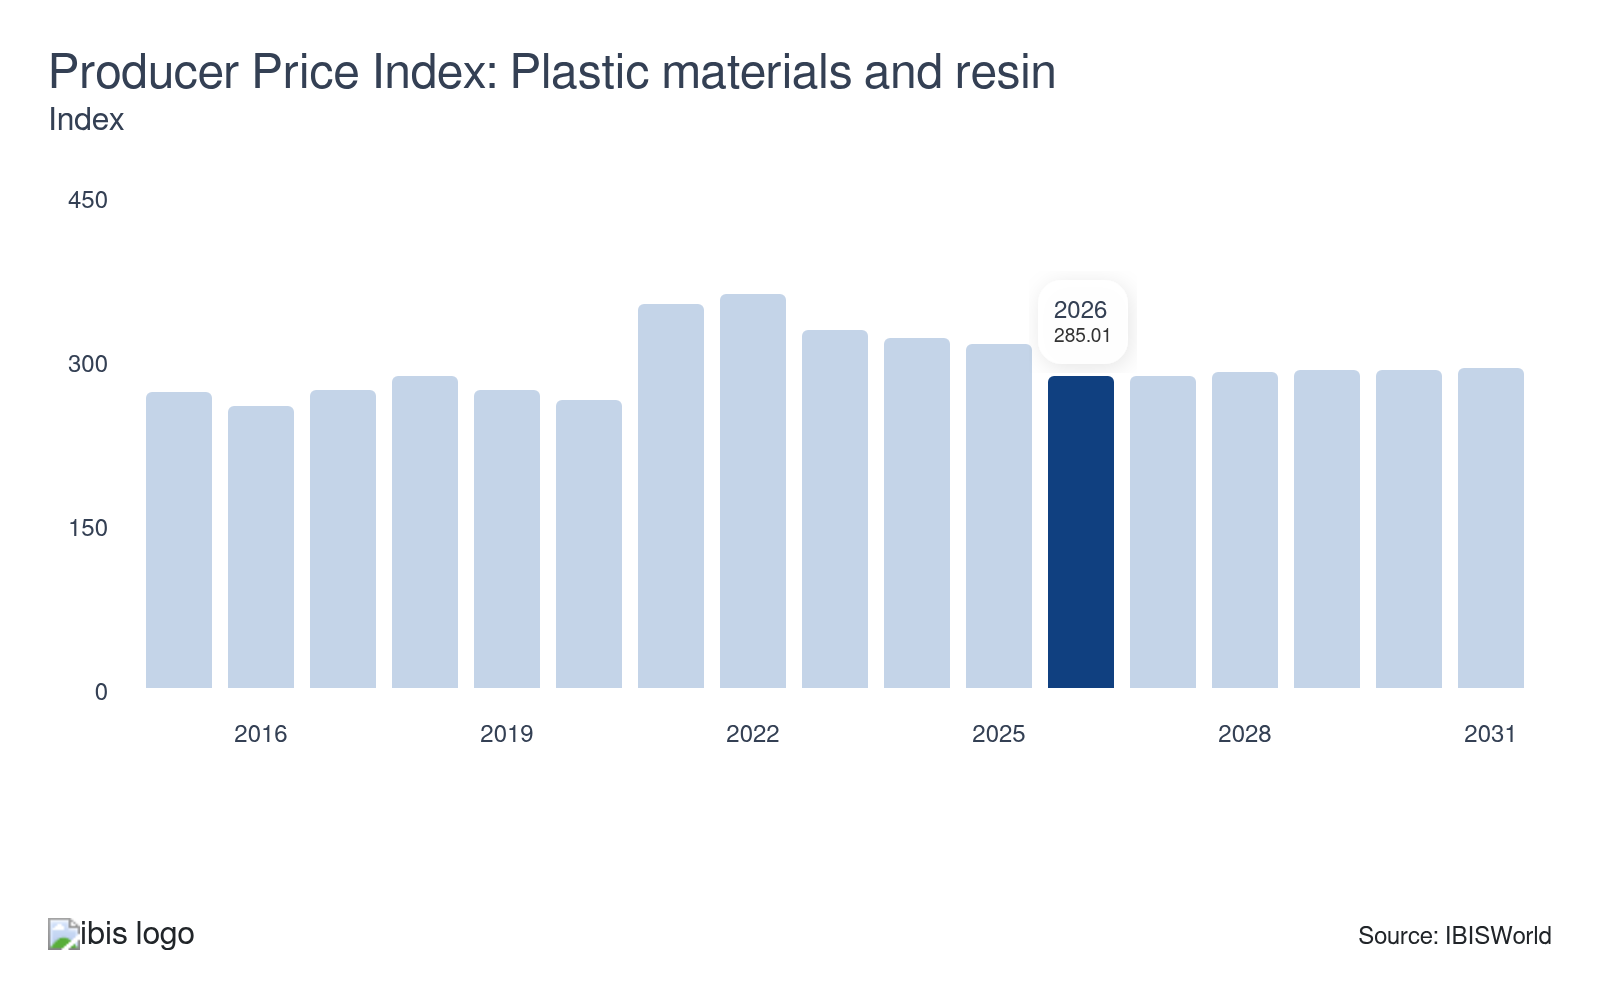 Producer Price Index: Plastic materials and resin
Index
450
300
150
0
2026
285.01
2016 2019 2022 2025 2028 2031
ibis logo
Source: IBISWorld